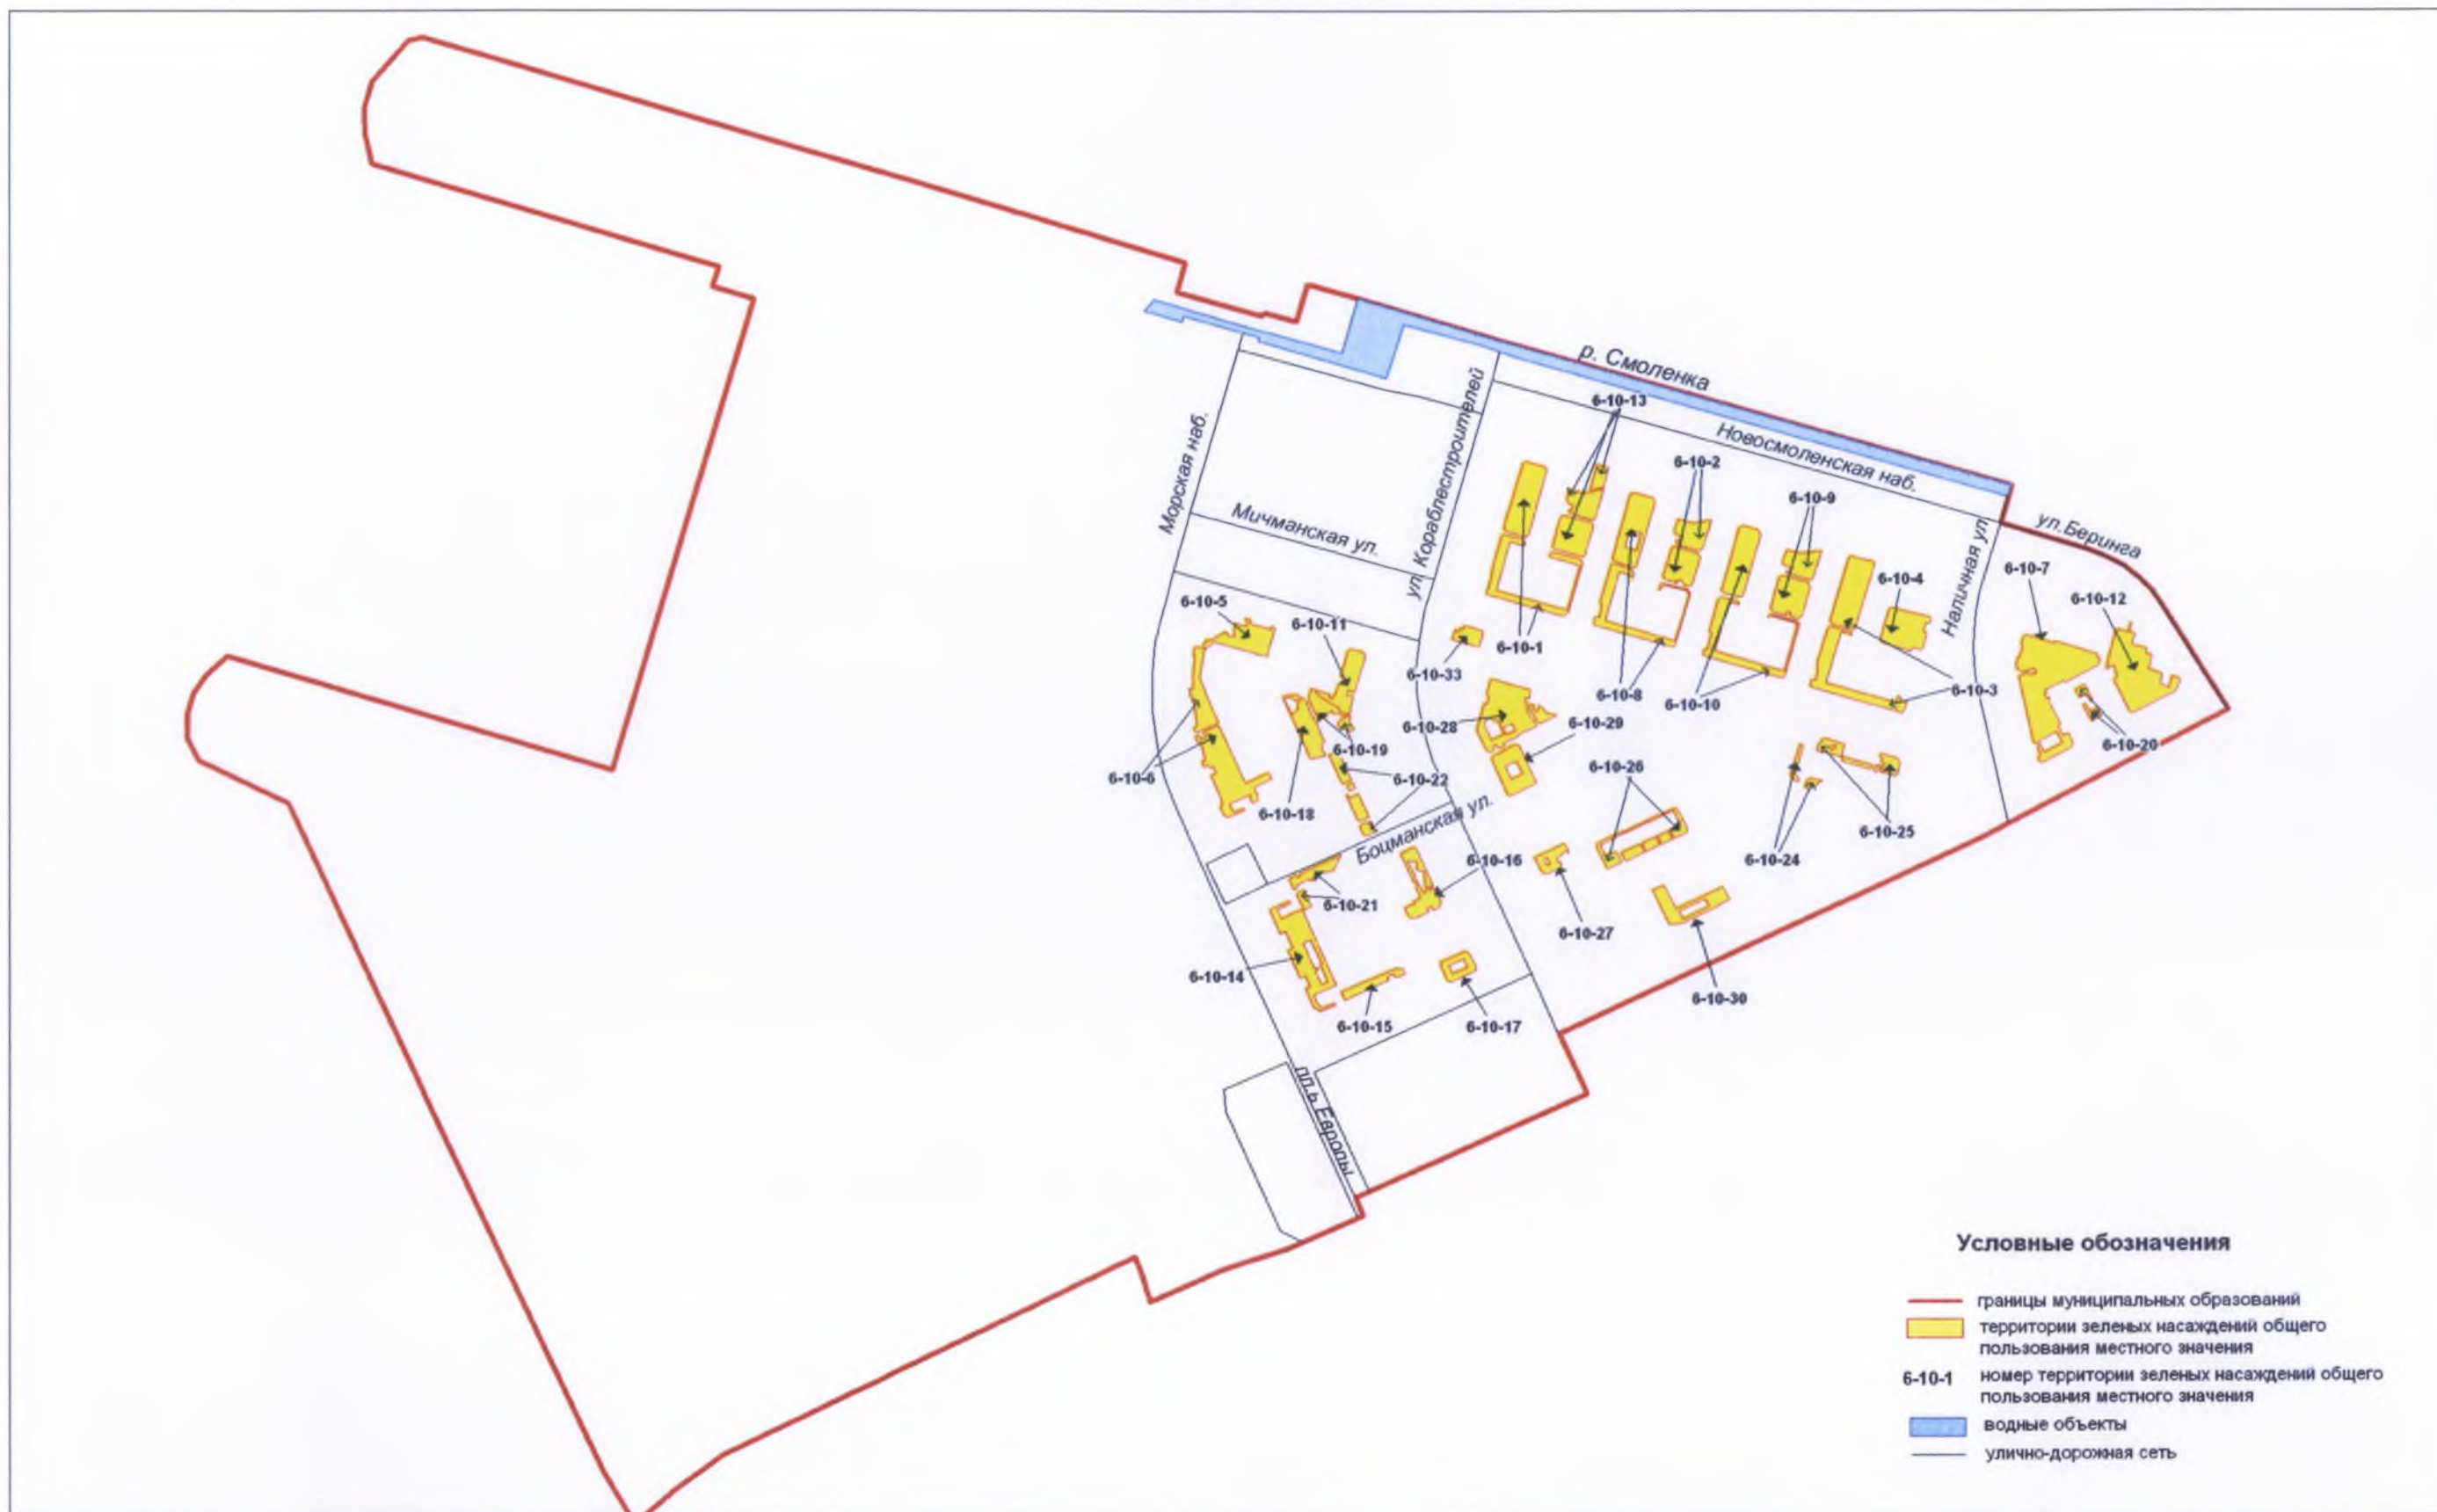 р. Смоленка
6-10-13
ул. Кораблестроителей
Морская наб.
Новосмоленская наб.
6-10-2
6-10-9
ул.Беринга
Мичманская ул.
Наличная ул.
6-10-7
6-10-4
6-10-12
6-10-5
6-10-11
6-10-1
6-10-33
6-10-8
6-10-10
6-10-3
6-10-28
6-10-29
6-10-19
6-10-20
6-10-26
6-10-6
6-10-22
6-10-18
Боцманская ул.
6-10-25
6-10-24
6-10-16
6-10-21
6-10-27
6-10-14
6-10-30
6-10-15
6-10-17
пл.ь Европы
Условные обозначения
границы муниципальных образований
территории зеленых насаждений общего
пользования местного значения
6-10-1 номер территории зеленых насаждений общего
пользования местного значения
водные объекты
улично-дорожная сеть